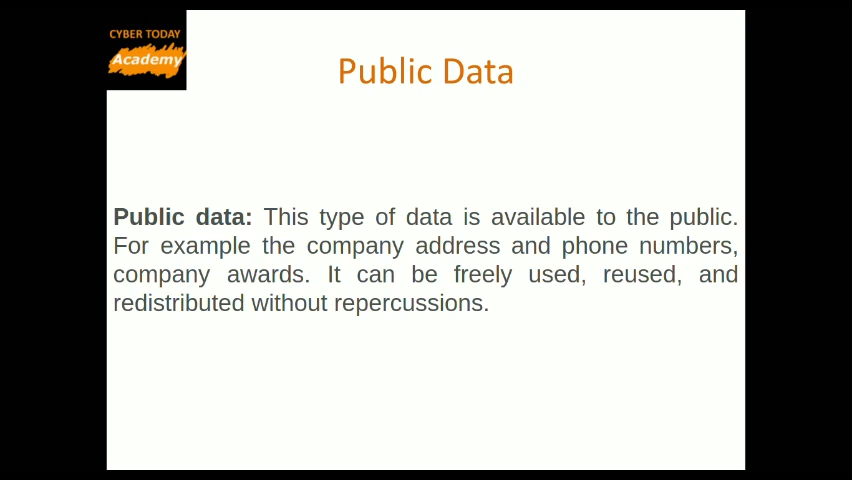 CYBER TODAY
Academy
Public Data
Public data: This type of data is available to the public.
For example the company address and phone numbers,
company awards. It can be freely used, reused, and
redistributed without repercussions.